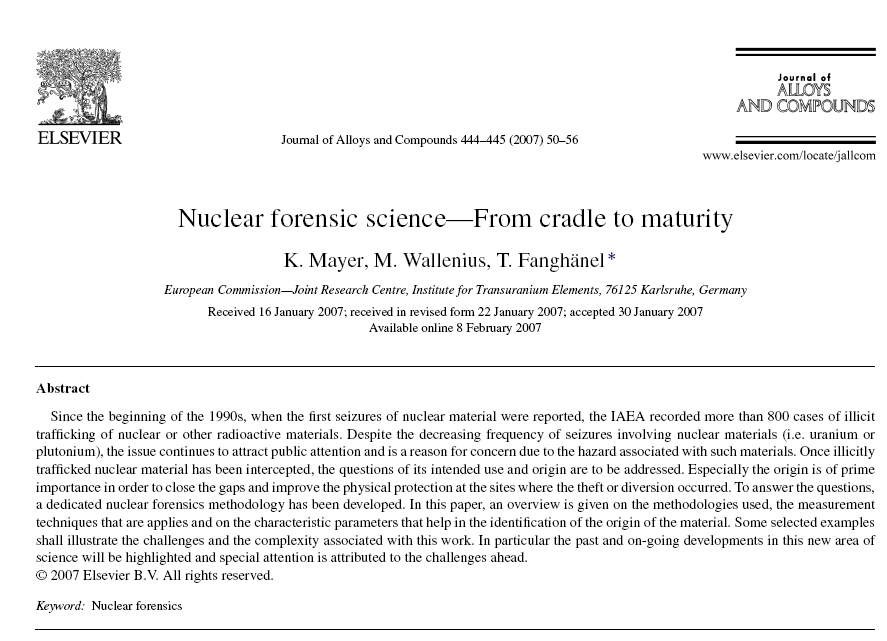 ELSEVIER
Journal of Alloys and Compounds 444–445 (2007) 50–56
Journal of
ALLOYS
AND COMPOUNDS
www.elsevier.com/locate/jallcom
Nuclear forensic science—From cradle to maturity
K. Mayer, M. Wallenius, T. Fanghänel*
European Commission—Joint Research Centre, Institute for Transuranium Elements, 76125 Karlsruhe, Germany
Received 16 January 2007; received in revised form 22 January 2007; accepted 30 January 2007
Available online 8 February 2007
Abstract
Since the beginning of the 1990s, when the first seizures of nuclear material were reported, the IAEA recorded more than 800 cases of illicit
trafficking of nuclear or other radioactive materials. Despite the decreasing frequency of seizures involving nuclear materials (i.e. uranium or
plutonium), the issue continues to attract public attention and is a reason for concern due to the hazard associated with such materials. Once illicitly
trafficked nuclear material has been intercepted, the questions of its intended use and origin are to be addressed. Especially the origin is of prime
importance in order to close the gaps and improve the physical protection at the sites where the theft or diversion occurred. To answer the questions,
a dedicated nuclear forensics methodology has been developed. In this paper, an overview is given on the methodologies used, the measurement
techniques that are applies and on the characteristic parameters that help in the identification of the origin of the material. Some selected examples
shall illustrate the challenges and the complexity associated with this work. In particular the past and on-going developments in this new area of
science will be highlighted and special attention is attributed to the challenges ahead.
© 2007 Elsevier B.V. All rights reserved.
Keyword: Nuclear forensics